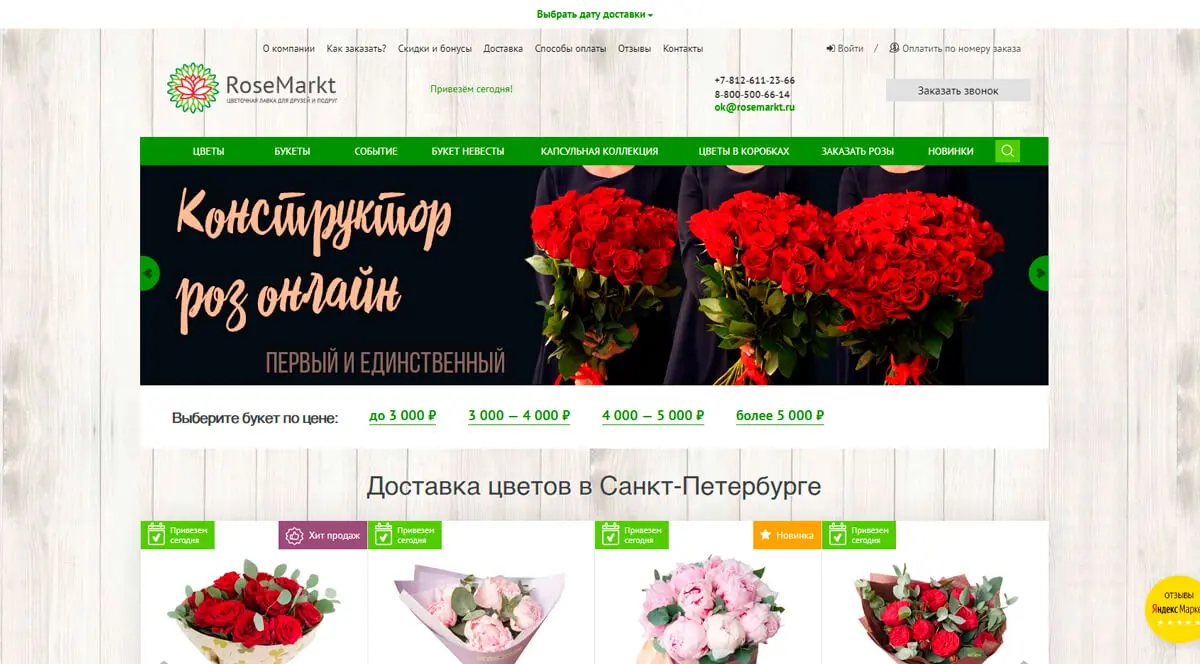 Выбрать дату доставки
О компании Как заказать? Скидки и бонусы Доставка Способы оплаты Отзывы Контакты
Войти / Оплатить по номеру заказа
RoseMarkt
ЦВЕТОЧНАЯ ЛАВКА ДЛЯ ДРУЗЕЙ И ПОДРУГ
Привезём сегодня!
+7-812-611-23-66
8-800-500-66-14
ok@rosemarkt.ru
Заказать звонок
ЦВЕТЫ БУКЕТЫ СОБЫТИЕ БУКЕТ НЕВЕСТЫ КАПСУЛЬНАЯ КОЛЛЕКЦИЯ ЦВЕТЫ В КОРОБКАХ ЗАКАЗАТЬ РОЗЫ НОВИНКИ
Конструктор
роз онлайн
ПЕРВЫЙ И ЕДИНСТВЕННЫЙ
Выберите букет по цене: до 3 000 ₽ 3 000 — 4 000 ₽ 4 000 — 5 000 ₽ более 5 000 ₽
Доставка цветов в Санкт-Петербурге
Привезем
сегодня
Хит продаж
Привезем
сегодня
Привезем
сегодня
Новинка
Привезем
сегодня
ОТЗЫВЫ
Яндекс Марке